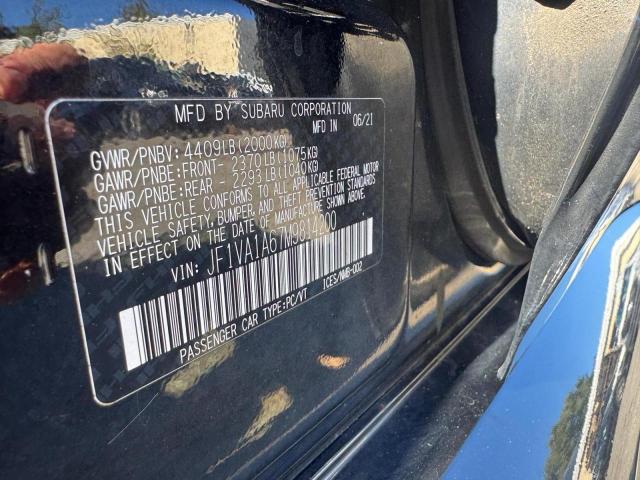 MFD BY SUBARU CORPORATION
MFD IN 06/21
GVWR/PNBV: 4409LB(2000KG)
GAWR/PNBE:FRONT- 2370LB(1075KG)
GAWR/PNBE:REAR - 2293LB(1040KG)
THIS VEHICLE CONFORMS TO ALL APPLICABLE FEDERAL MOTOR
VEHICLE SAFETY, BUMPER, AND THEFT PREVENTION STANDARDS
IN EFFECT ON THE DATE OF MANUFACTURE
VIN: JF1VA1A67M9814200
PASSENGER CAR TYPE:PC/VT ICES/NMB-002